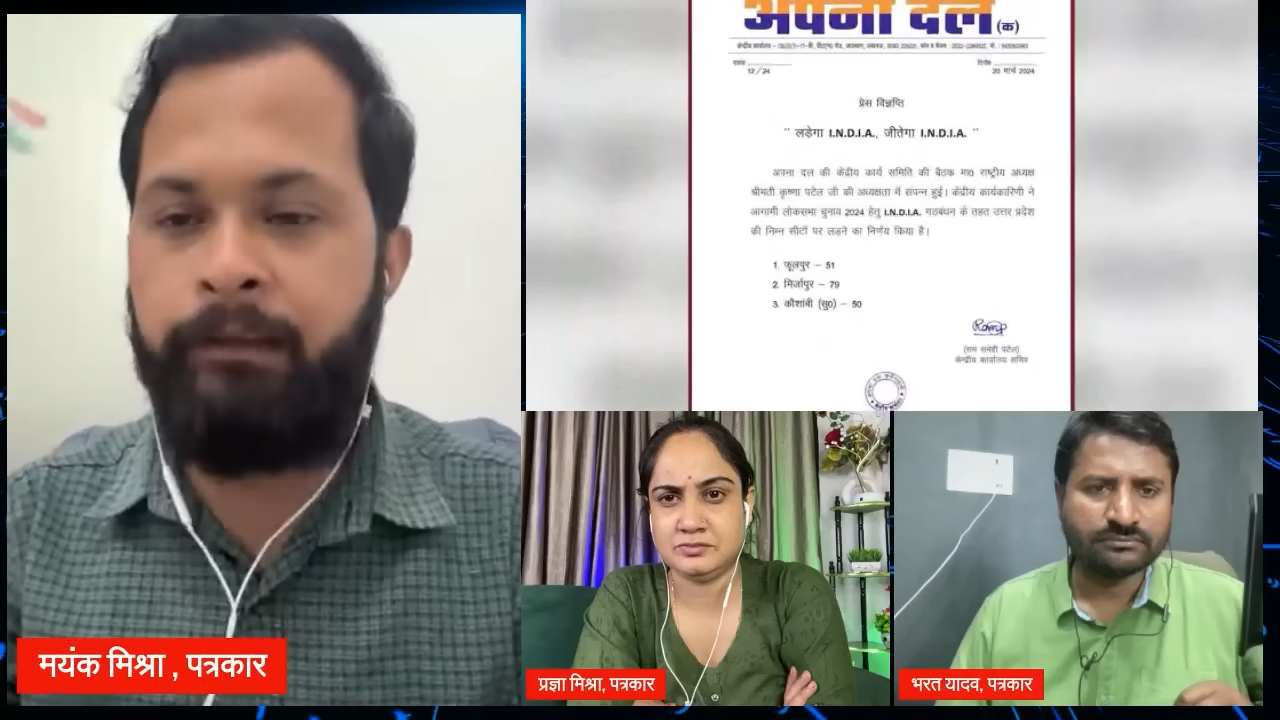 अपना दल (क)
12/24
20 मार्च 2024
प्रेस विज्ञप्ति
" लड़ेगा I.N.D.I.A., जीतेगा I.N.D.I.A. "
अपना दल की केंद्रीय कार्य समिति की बैठक मा0 राष्ट्रीय अध्यक्ष
श्रीमती कृष्णा पटेल जी की अध्यक्षता में संपन्न हुई। केंद्रीय कार्यकारिणी ने
आगामी लोकसभा चुनाव 2024 हेतु I.N.D.I.A. गठबंधन के तहत उत्तर प्रदेश
की निम्न सीटों पर लड़ने का निर्णय किया है।
1. फूलपुर – 51
2. मिर्जापुर – 79
3. कौशांबी (सु0) – 50
(राम सनेही पटेल)
केन्द्रीय कार्यालय सचिव
मयंक मिश्रा , पत्रकार
प्रज्ञा मिश्रा, पत्रकार
भरत यादव, पत्रकार